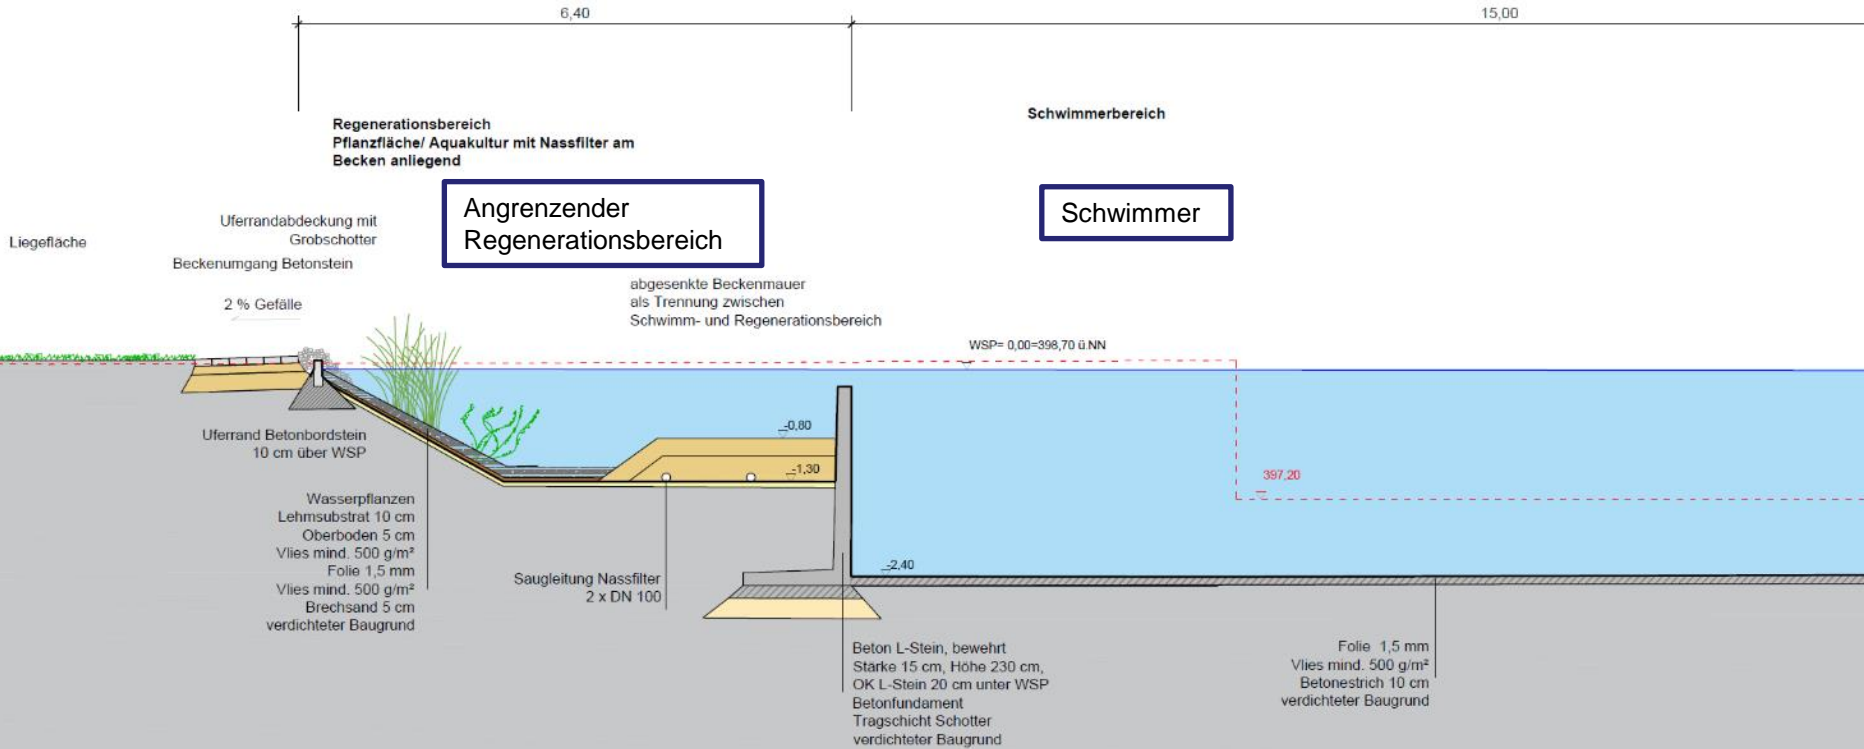 6,40
15,00
Regenerationsbereich
Pflanzfläche/ Aquakultur mit Nassfilter am
Becken anliegend
Schwimmerbereich
Angrenzender
Regenerationsbereich
Schwimmer
Uferrandabdeckung mit
Grobschotter
Liegefläche
Beckenumgang Betonstein
2 % Gefälle
abgesenkte Beckenmauer
als Trennung zwischen
Schwimm- und Regenerationsbereich
WSP= 0,00=398,70 ü.NN
-0,80
-1,30
397,20
-2,40
Uferrand Betonbordstein
10 cm über WSP
Wasserpflanzen
Lehmsubstrat 10 cm
Oberboden 5 cm
Vlies mind. 500 g/m²
Folie 1,5 mm
Vlies mind. 500 g/m²
Brechsand 5 cm
verdichteter Baugrund
Saugleitung Nassfilter
2 x DN 100
Beton L-Stein, bewehrt
Stärke 15 cm, Höhe 230 cm,
OK L-Stein 20 cm unter WSP
Betonfundament
Tragschicht Schotter
verdichteter Baugrund
Folie 1,5 mm
Vlies mind. 500 g/m²
Betonestrich 10 cm
verdichteter Baugrund